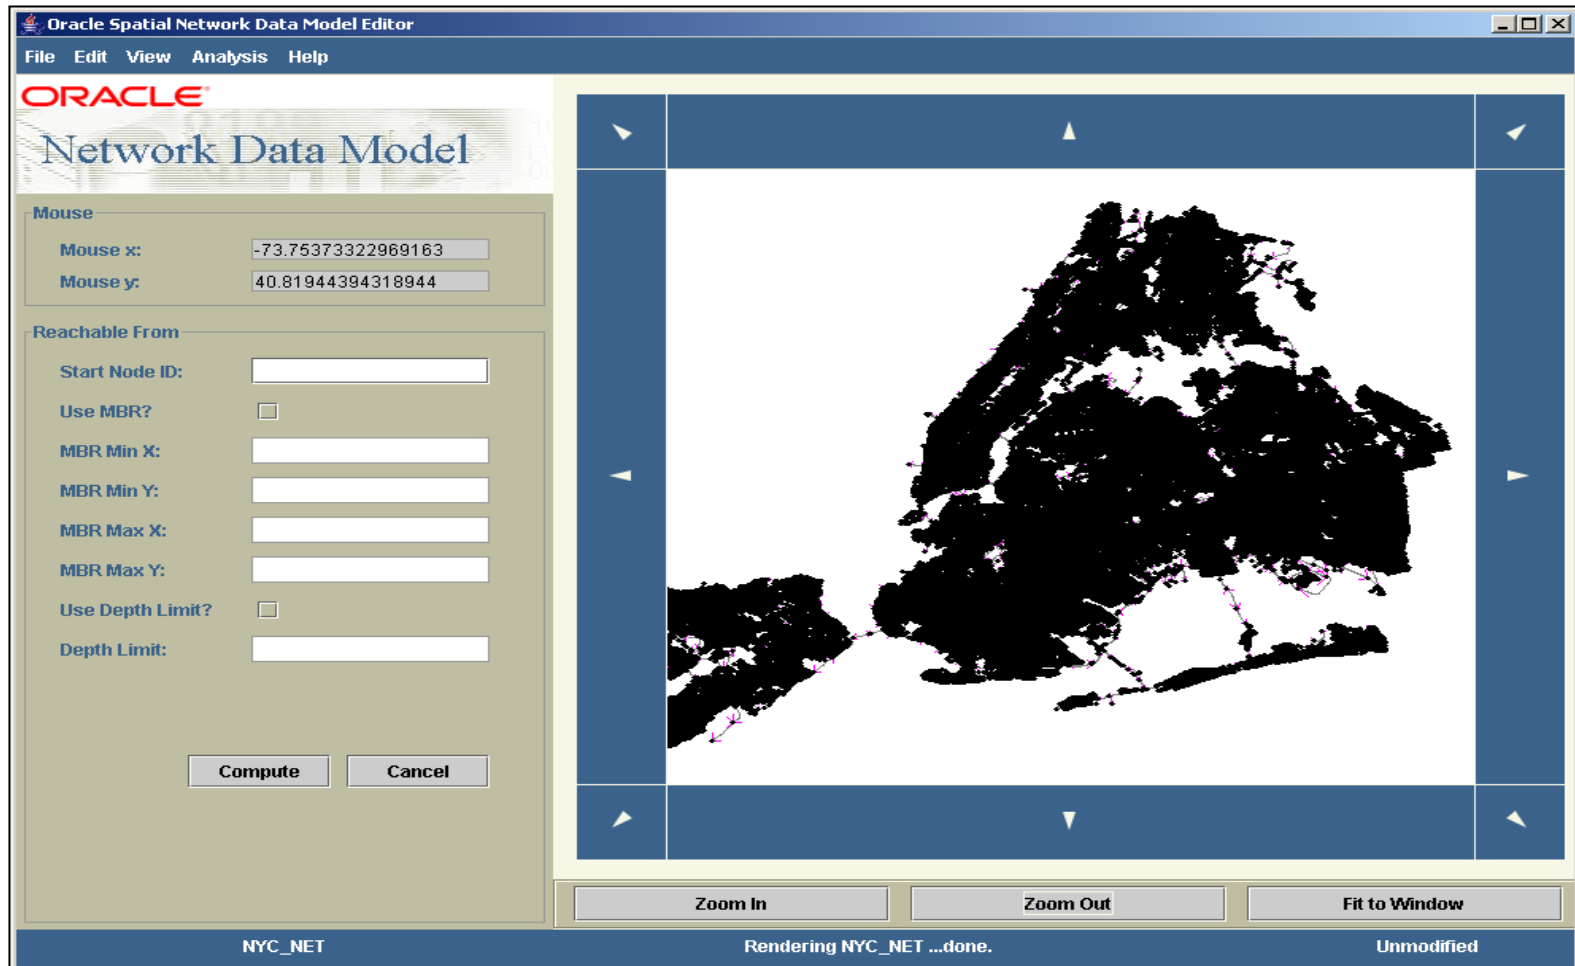 Oracle Spatial Network Data Model Editor
File Edit View Analysis Help
ORACLE
Network Data Model
Mouse
Mouse x: -73.75373322969163
Mouse y: 40.81944394318944
Reachable From
Start Node ID:
Use MBR?
MBR Min X:
MBR Min Y:
MBR Max X:
MBR Max Y:
Use Depth Limit?
Depth Limit:
Compute Cancel
Zoom In Zoom Out Fit to Window
NYC_NET Rendering NYC_NET ...done. Unmodified